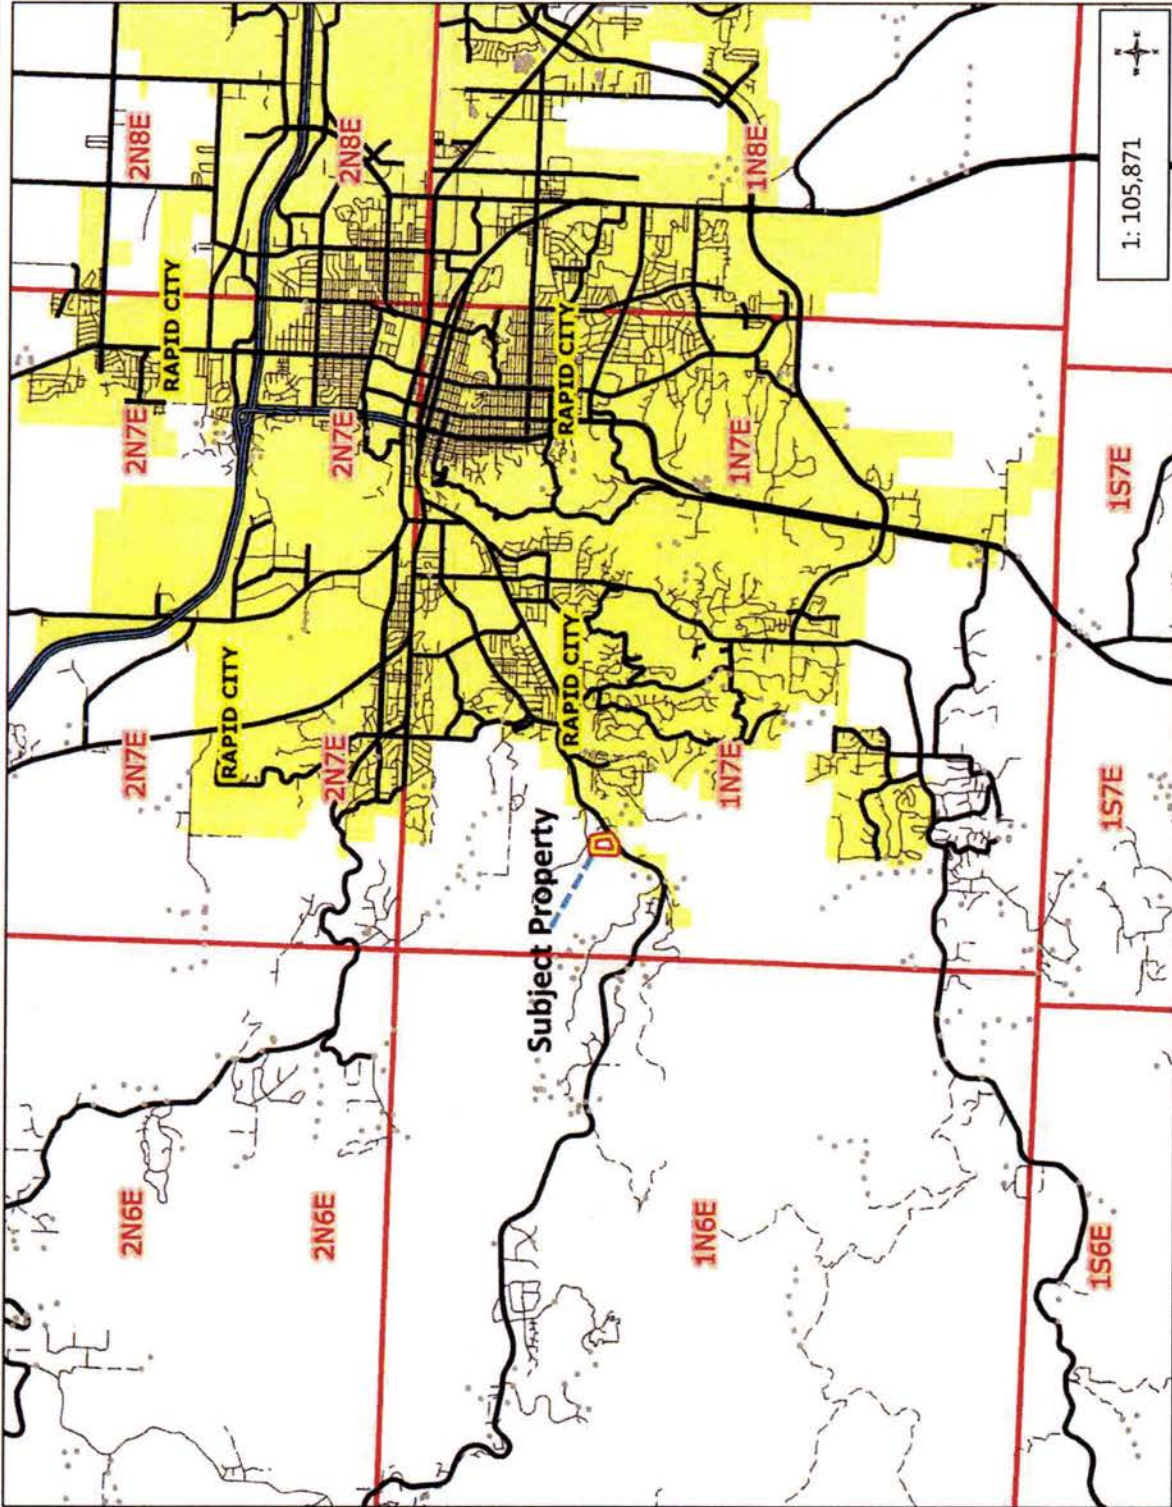 2N6E
2N7E
2N7E
2N8E
RAPID CITY
RAPID CITY
2N6E
2N7E
2N7E
2N8E
Subject Property
RAPID CITY
RAPID CITY
1N6E
1N7E
1N7E
1N8E
1S6E
1S7E
1S7E
1: 105,871
N
W
E